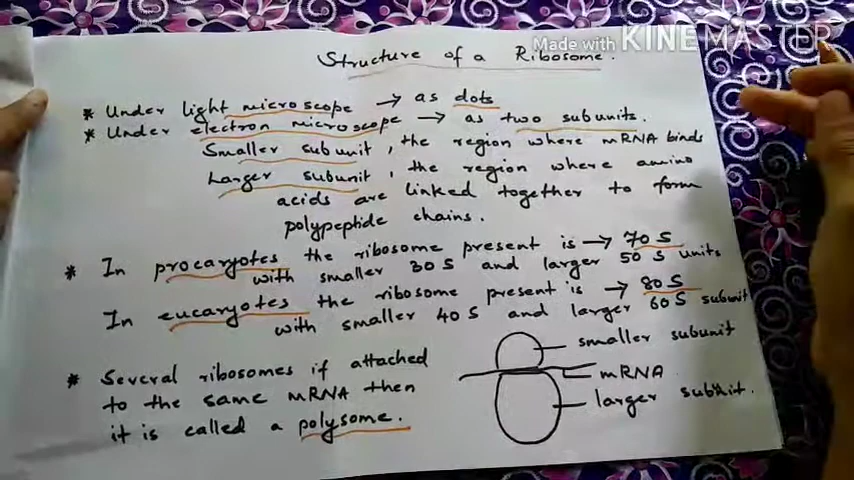 Made with KINEMASTER
Structure of a Ribosome.
* Under light microscope → as dots
* Under electron microscope → as two subunits.
Smaller subunit, the region where mRNA binds
Larger subunit, the region where amino
acids are linked together to form
polypeptide chains.
* In procaryotes the ribosome present is → 70 S
with smaller 30 S and larger 50 S units
In eucaryotes the ribosome present is → 80 S
with smaller 40 S and larger 60 S subunit
* Several ribosomes if attached
to the same mRNA then
it is called a polysome.
smaller subunit
mRNA
larger subunit.